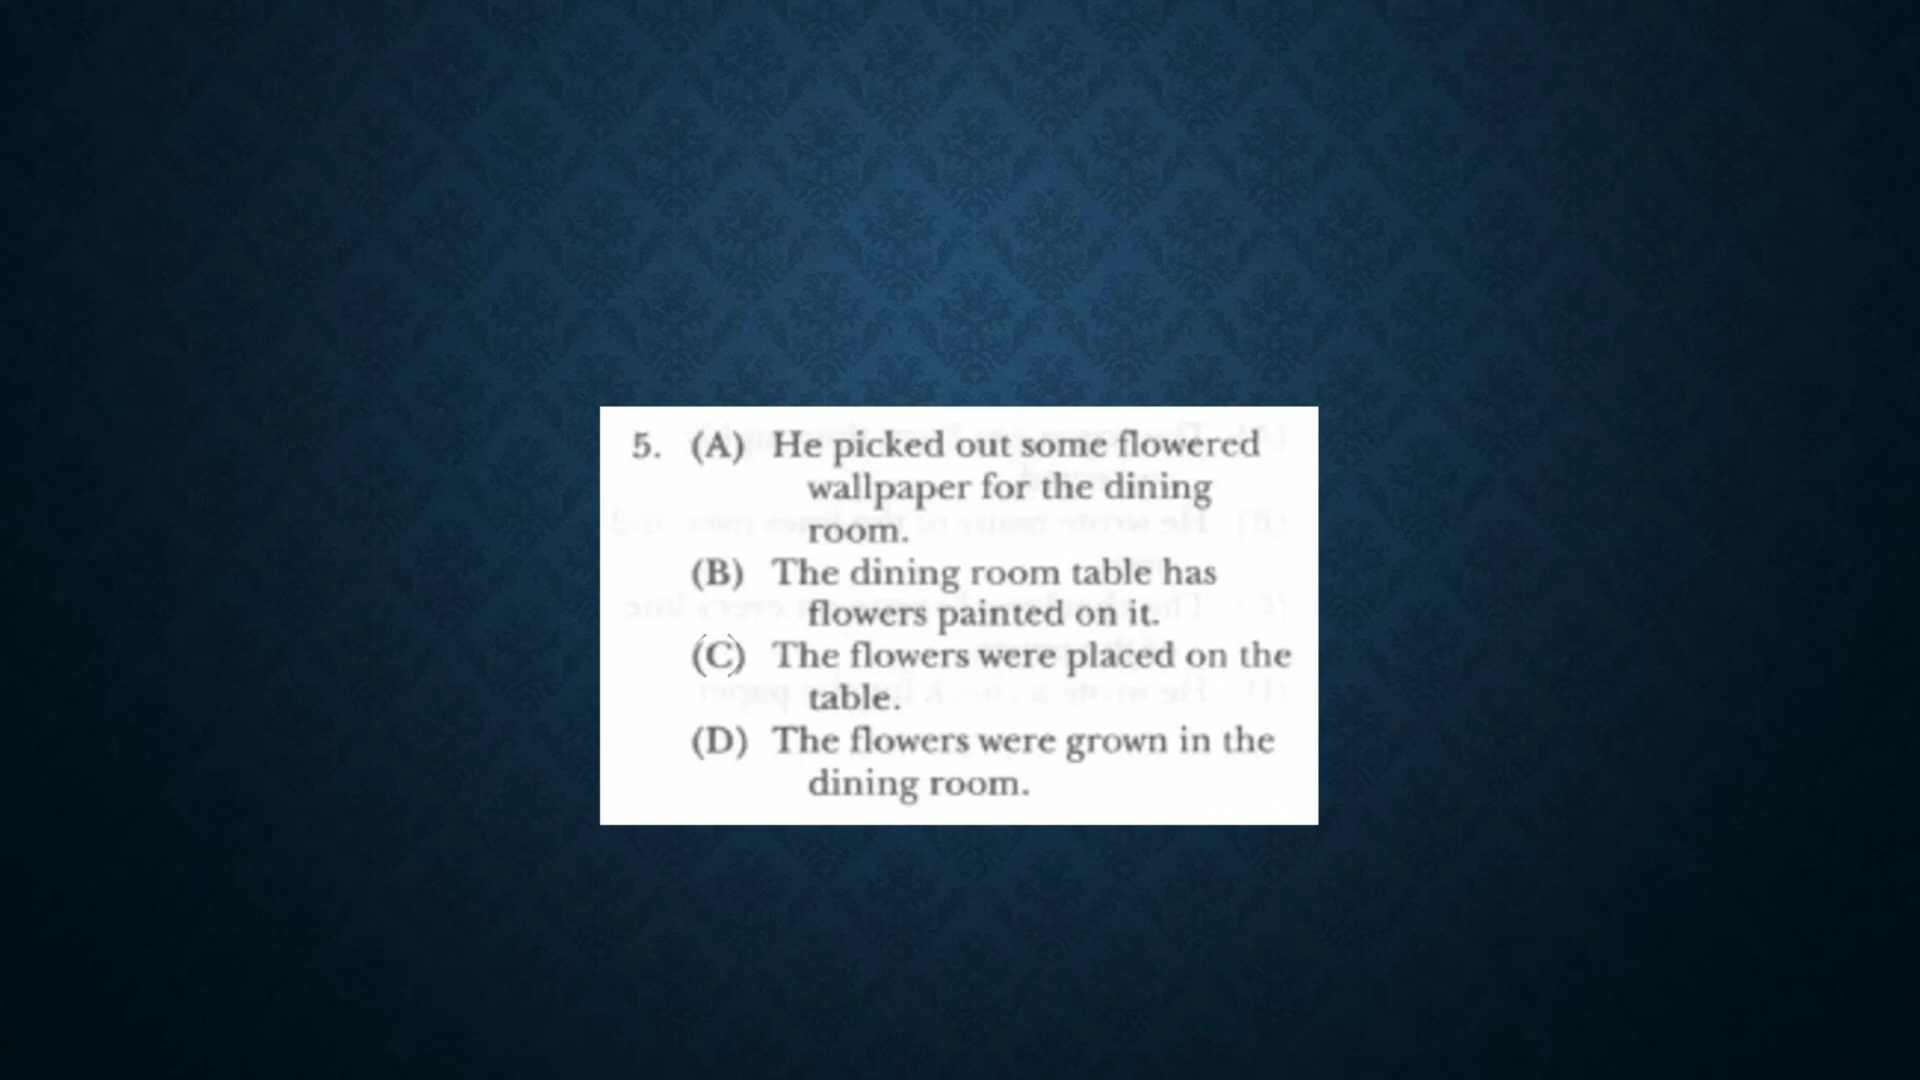 5. (A) He picked out some flowered
wallpaper for the dining
room.
(B) The dining room table has
flowers painted on it.
(C) The flowers were placed on the
table.
(D) The flowers were grown in the
dining room.